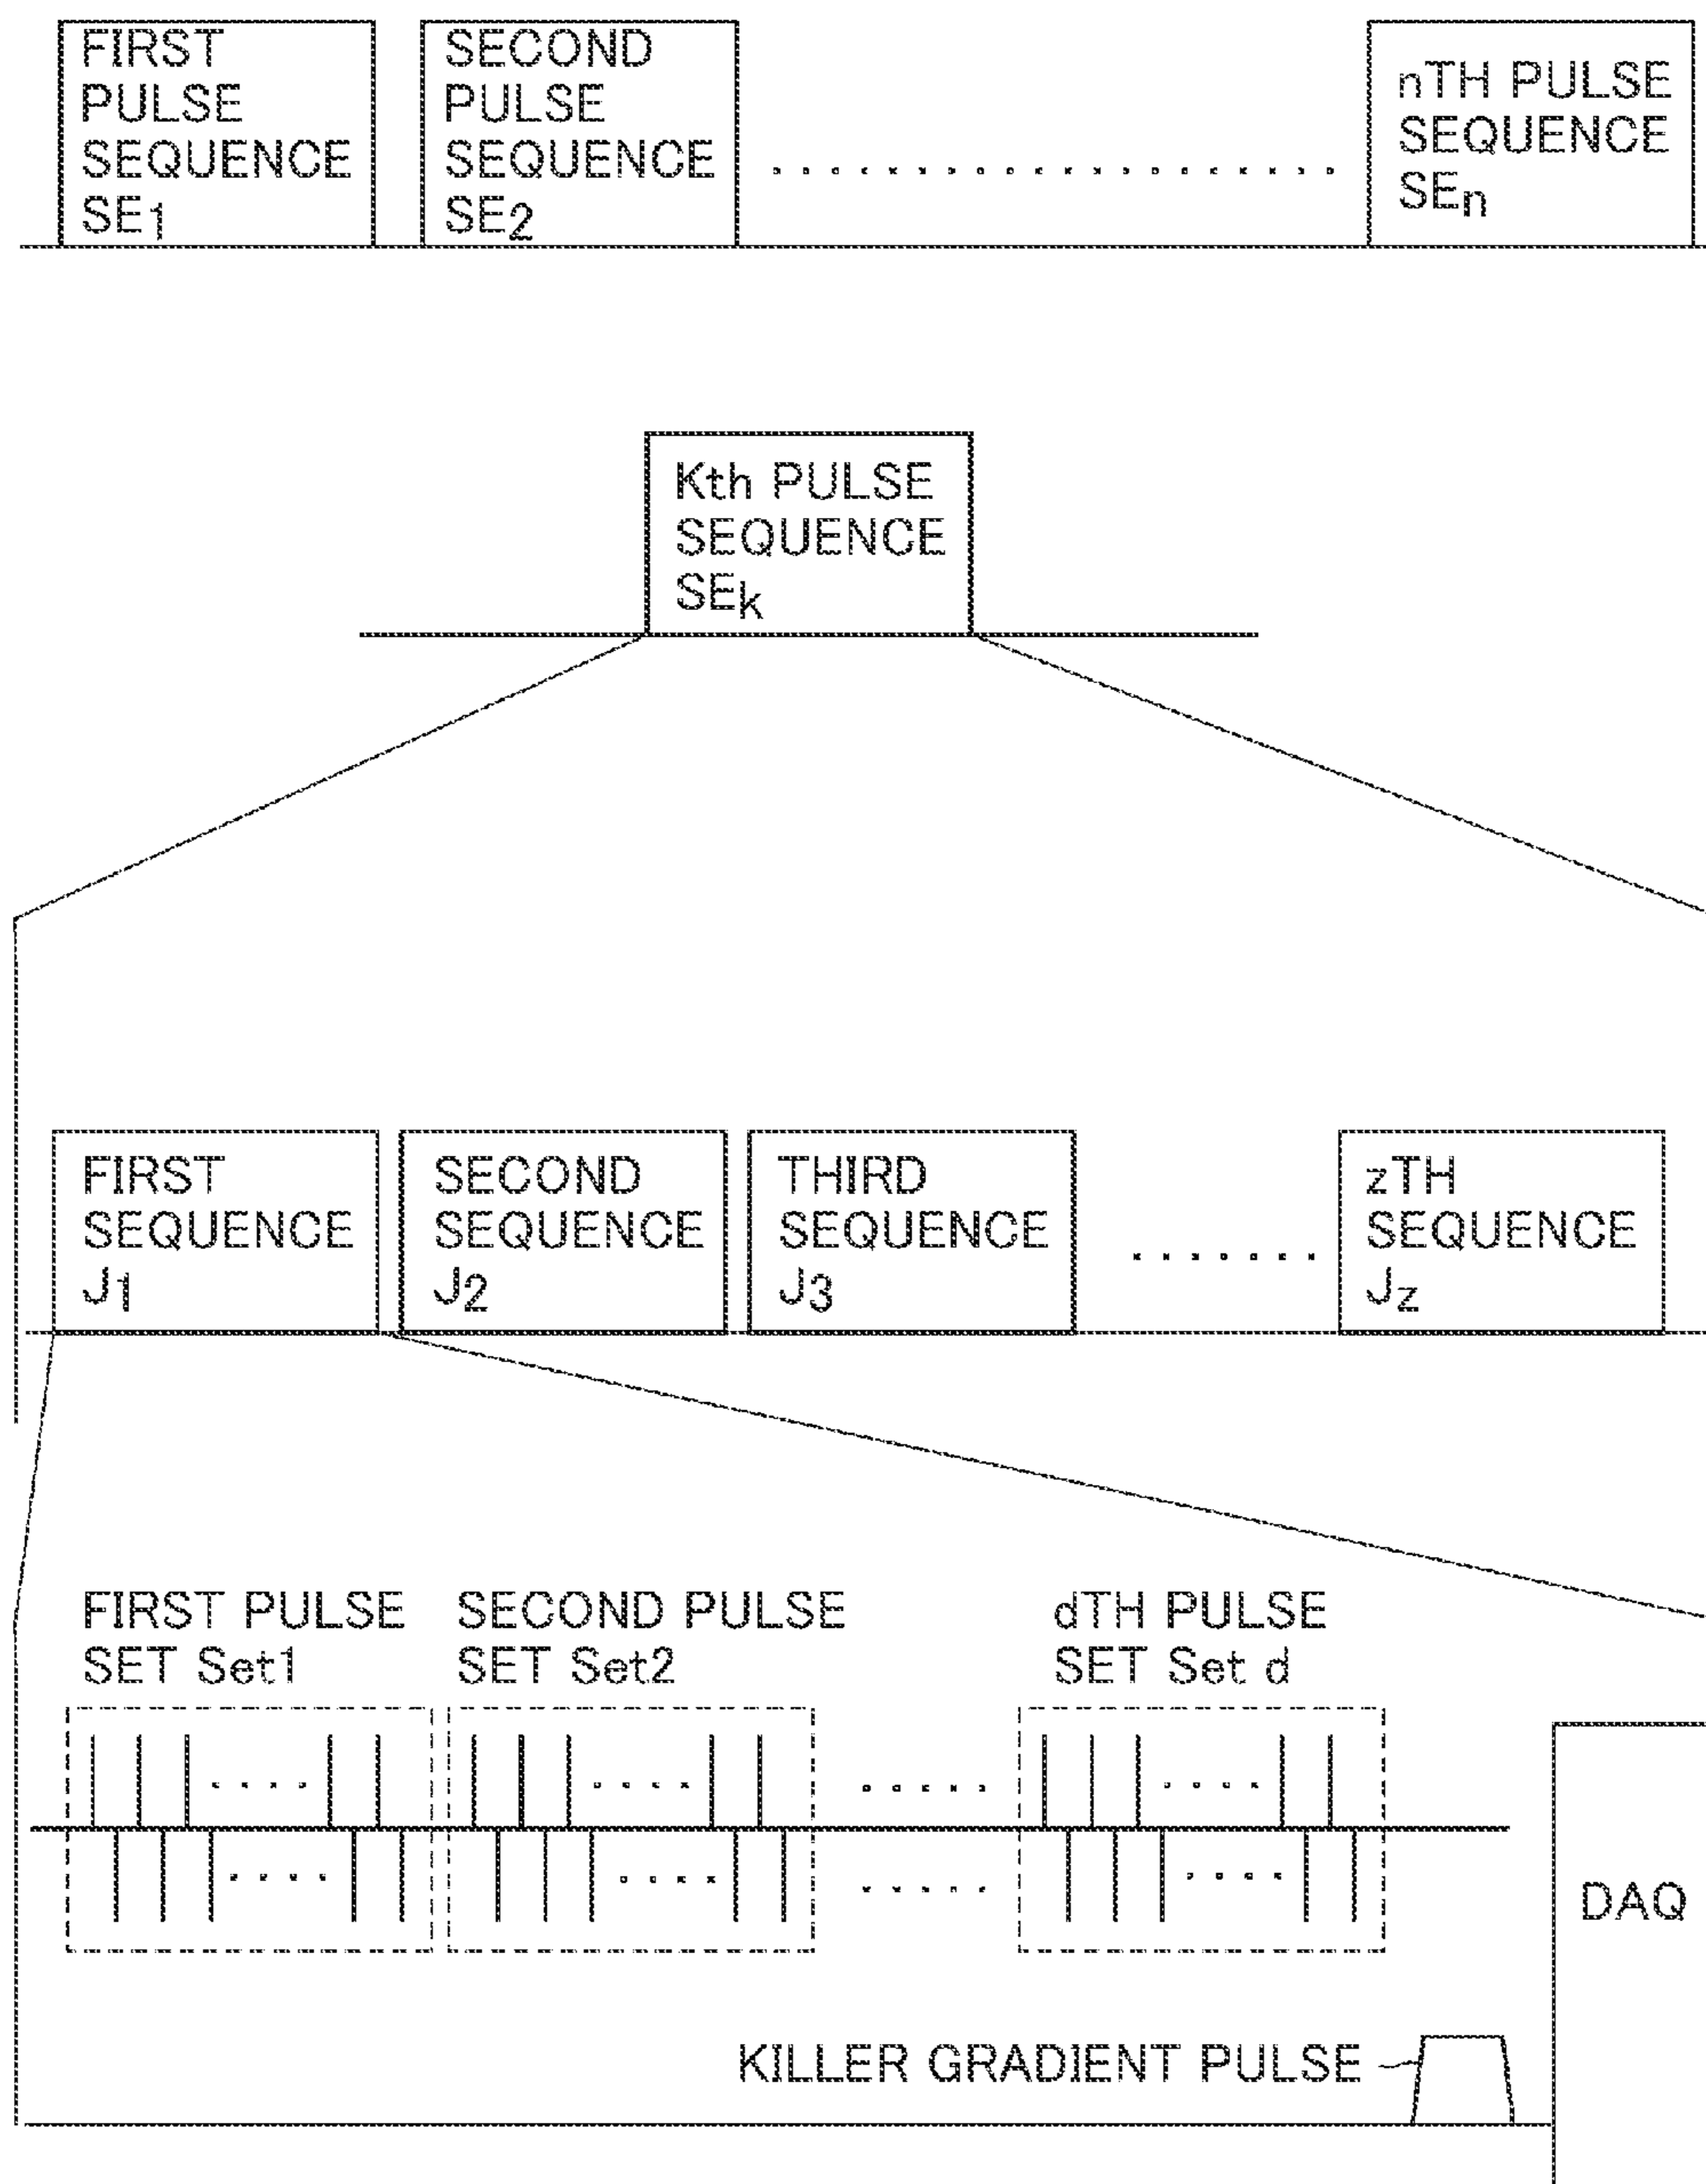 FIRST
PULSE
SEQUENCE
SE1
SECOND
PULSE
SEQUENCE
SE2
nTH PULSE
SEQUENCE
SEn
Kth PULSE
SEQUENCE
SEk
FIRST
SEQUENCE
J1
SECOND
SEQUENCE
J2
THIRD
SEQUENCE
J3
zTH
SEQUENCE
Jz
FIRST PULSE
SET Set1
SECOND PULSE
SET Set2
dTH PULSE
SET Set d
DAQ
KILLER GRADIENT PULSE